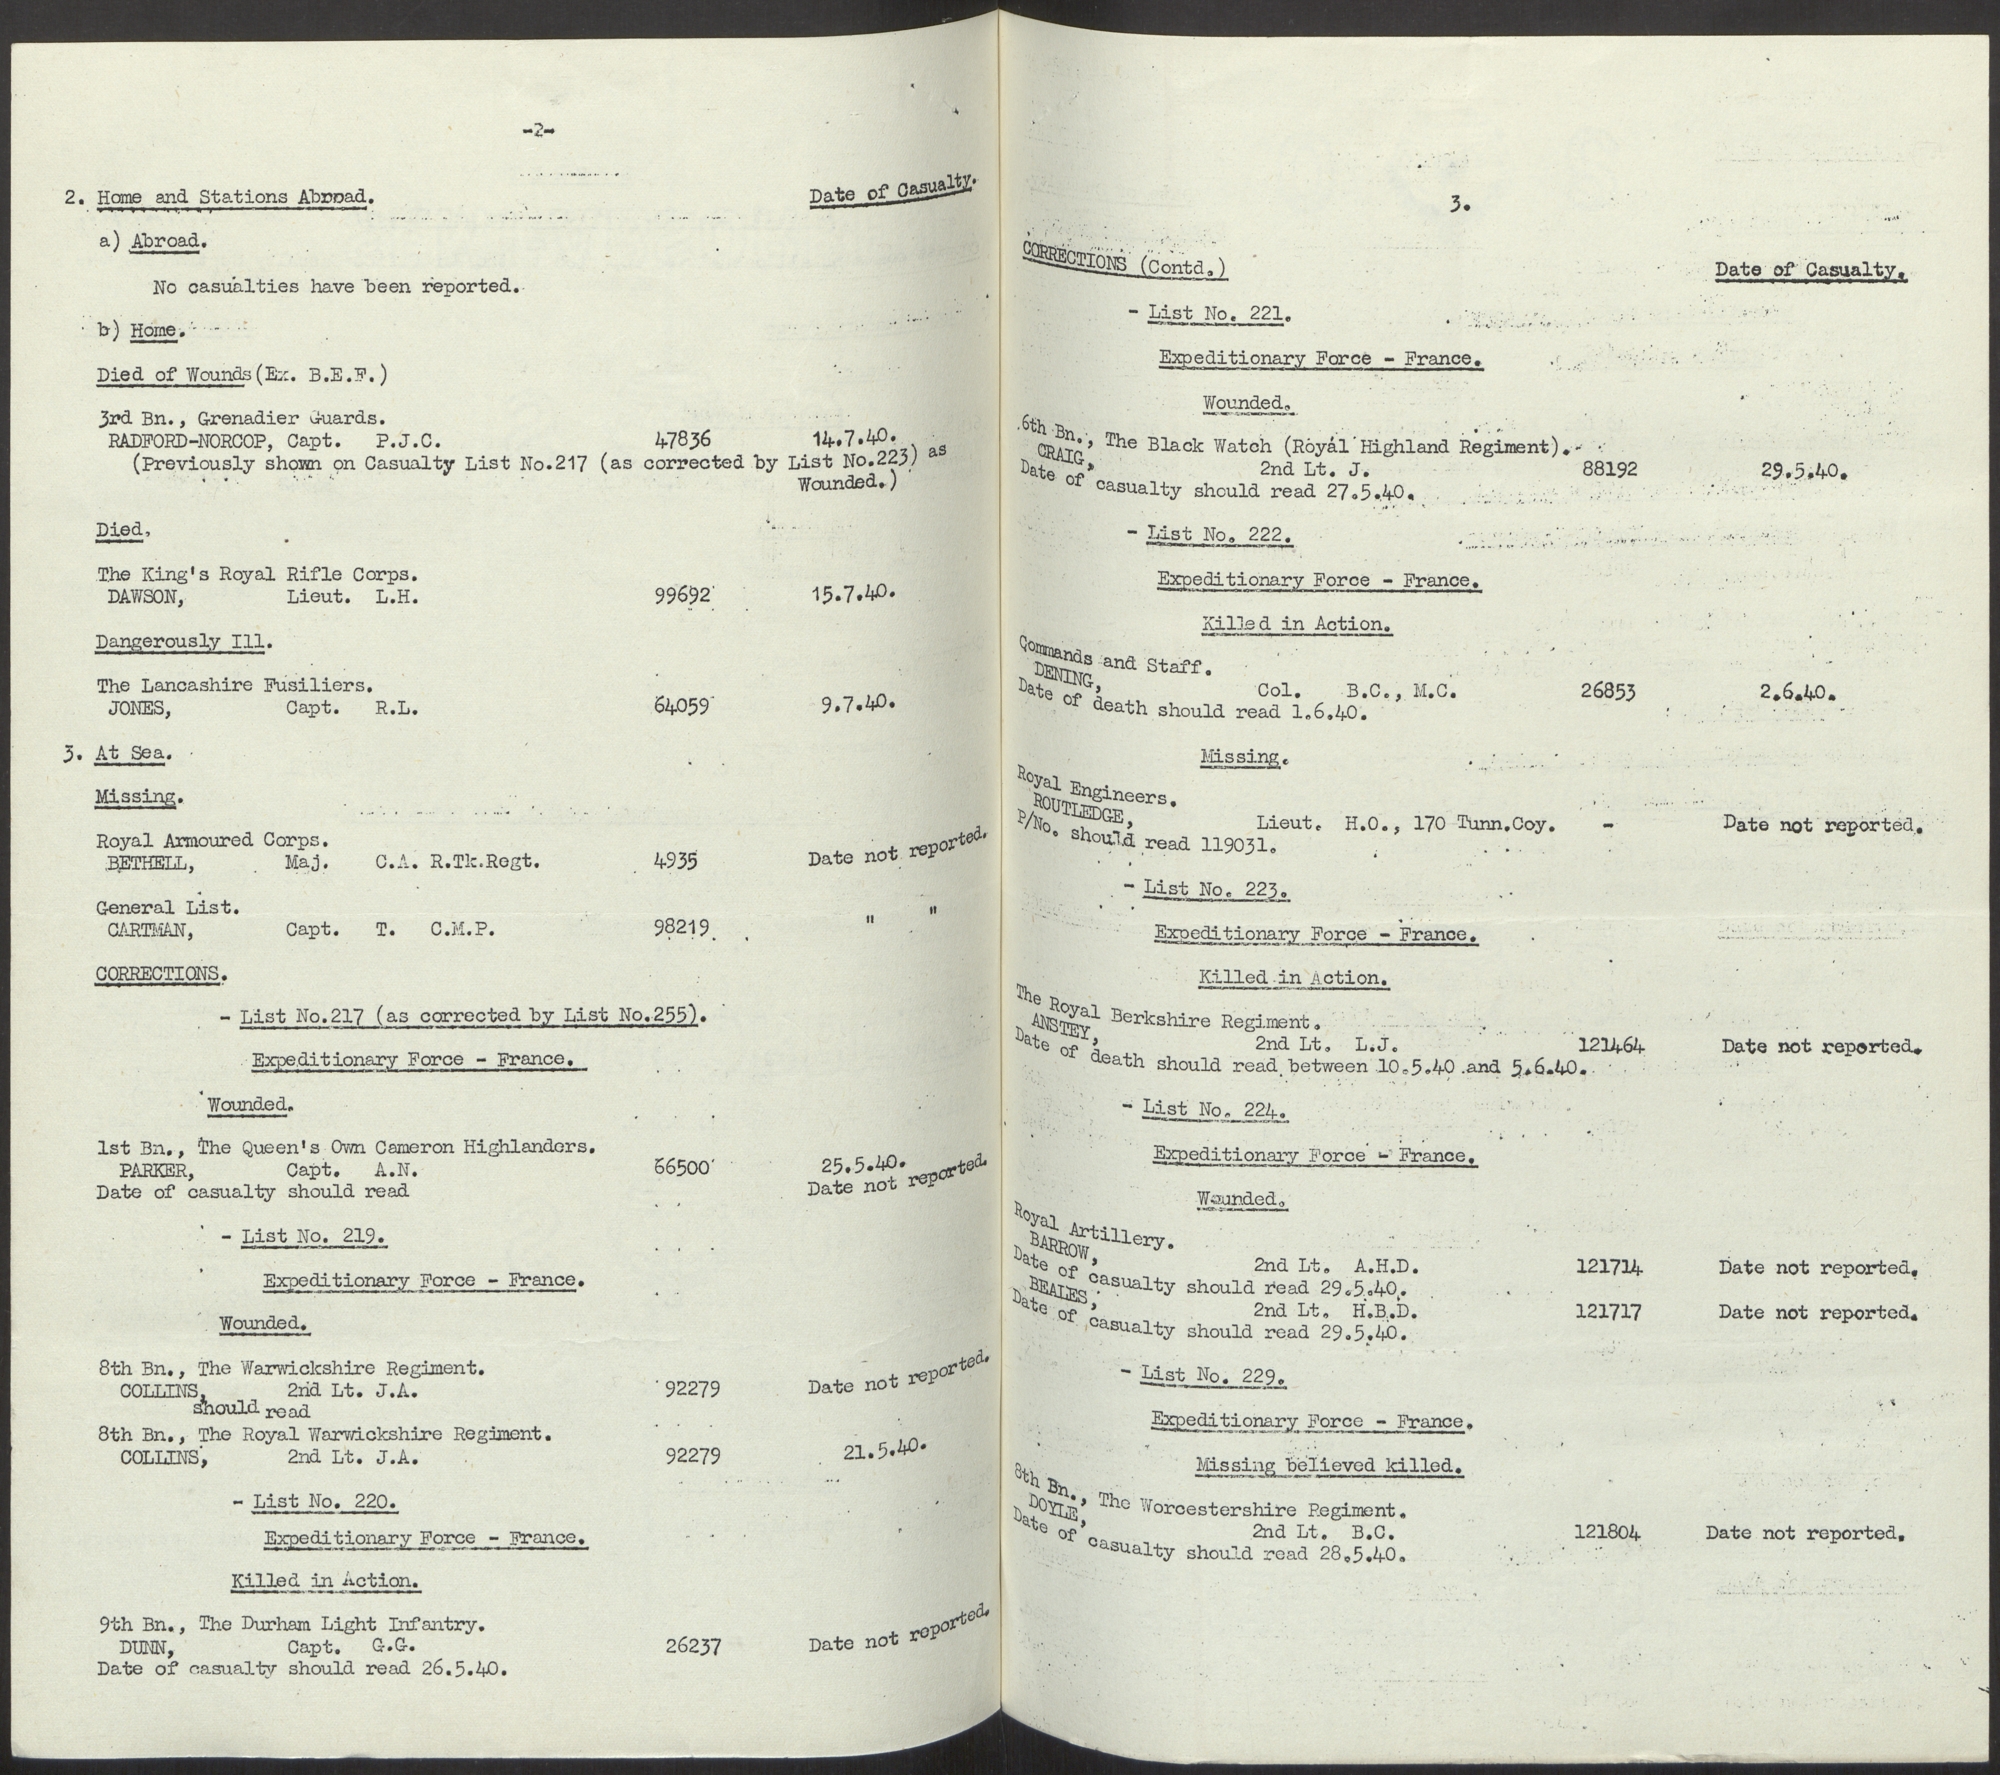 -2-
2. Home and Stations Abroad. Date of Casualty.
a) Abroad.
No casualties have been reported.
b) Home.
Died of Wounds (Ex. B.E.F.)
3rd Bn., Grenadier Guards.
RADFORD-NORCOP, Capt. P.J.C. 47836 14.7.40.
(Previously shown on Casualty List No.217 (as corrected by List No.223) as
Wounded.)
Died.
The King's Royal Rifle Corps.
DAWSON, Lieut. L.H. 99692 15.7.40.
Dangerously Ill.
The Lancashire Fusiliers.
JONES, Capt. R.L. 64059 9.7.40.
3. At Sea.
Missing.
Royal Armoured Corps.
BETHELL, Maj. C.A. R.Tk.Regt. 4935 Date not reported.
General List.
CARTMAN, Capt. T. C.M.P. 98219 " "
CORRECTIONS.
- List No.217 (as corrected by List No.255).
Expeditionary Force - France.
Wounded.
1st Bn., The Queen's Own Cameron Highlanders.
PARKER, Capt. A.N. 66500 25.5.40.
Date of casualty should read Date not reported.
- List No. 219.
Expeditionary Force - France.
Wounded.
8th Bn., The Warwickshire Regiment.
COLLINS, 2nd Lt. J.A. 92279 Date not reported.
should read
8th Bn., The Royal Warwickshire Regiment.
COLLINS, 2nd Lt. J.A. 92279 21.5.40.
- List No. 220.
Expeditionary Force - France.
Killed in Action.
9th Bn., The Durham Light Infantry.
DUNN, Capt. G.G. 26237 Date not reported.
Date of casualty should read 26.5.40.
3.
CORRECTIONS (Contd.) Date of Casualty.
- List No. 221.
Expeditionary Force - France.
Wounded.
6th Bn., The Black Watch (Royal Highland Regiment).
CRAIG, 2nd Lt. J. 88192 29.5.40.
Date of casualty should read 27.5.40.
- List No. 222.
Expeditionary Force - France.
Killed in Action.
Commands and Staff.
DENING, Col. B.C., M.C. 26853 2.6.40.
Date of death should read 1.6.40.
Missing.
Royal Engineers.
ROUTLEDGE, Lieut. H.O., 170 Tunn.Coy. - Date not reported.
P/No. should read 119031.
- List No. 223.
Expeditionary Force - France.
Killed in Action.
The Royal Berkshire Regiment.
ANSTEY, 2nd Lt. L.J. 121464 Date not reported.
Date of death should read between 10.5.40 and 5.6.40.
- List No. 224.
Expeditionary Force - France.
Wounded.
Royal Artillery.
BARROW, 2nd Lt. A.H.D. 121714 Date not reported.
Date of casualty should read 29.5.40.
BEALES, 2nd Lt. H.B.D. 121717 Date not reported.
Date of casualty should read 29.5.40.
- List No. 229.
Expeditionary Force - France.
Missing believed killed.
8th Bn., The Worcestershire Regiment.
DOYLE, 2nd Lt. B.C. 121804 Date not reported.
Date of casualty should read 28.5.40.